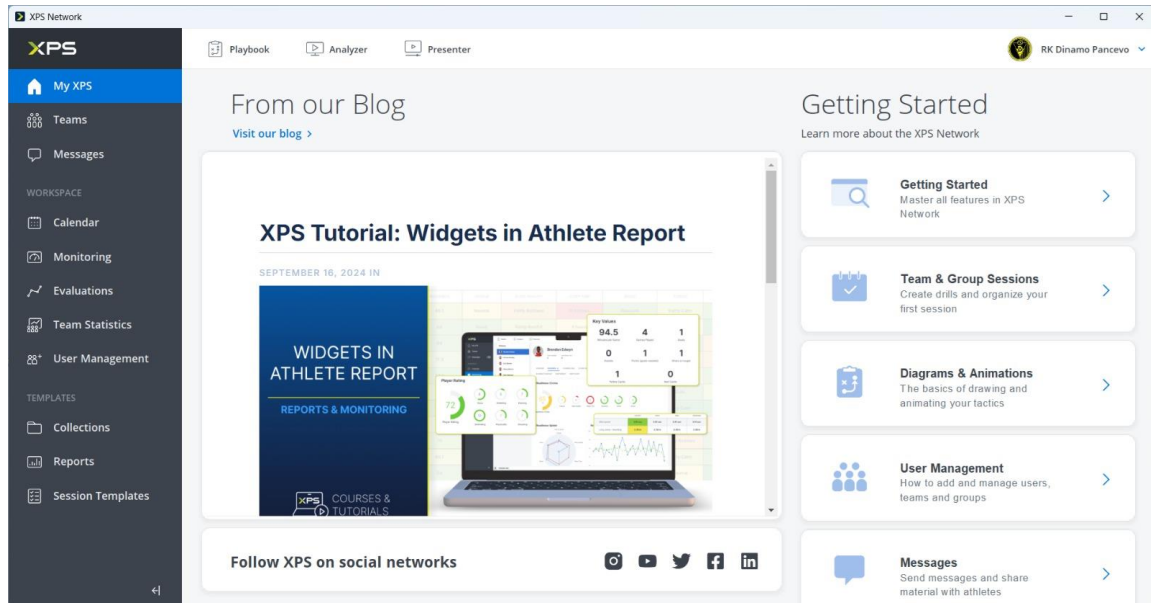 XPS Network
XPS
Playbook
Analyzer
Presenter
RK Dinamo Pancevo
My XPS
Teams
Messages
WORKSPACE
Calendar
Monitoring
Evaluations
Team Statistics
User Management
TEMPLATES
Collections
Reports
Session Templates
From our Blog
Visit our blog >
XPS Tutorial: Widgets in Athlete Report
SEPTEMBER 16, 2024 IN
WIDGETS IN
ATHLETE REPORT
REPORTS & MONITORING
XPS COURSES &
TUTORIALS
Key Values
94.5 4 1
0 1 1
1 0
Player Rating
72
Follow XPS on social networks
Getting Started
Learn more about the XPS Network
Getting Started
Master all features in XPS
Network
Team & Group Sessions
Create drills and organize your
first session
Diagrams & Animations
The basics of drawing and
animating your tactics
User Management
How to add and manage users,
teams and groups
Messages
Send messages and share
material with athletes